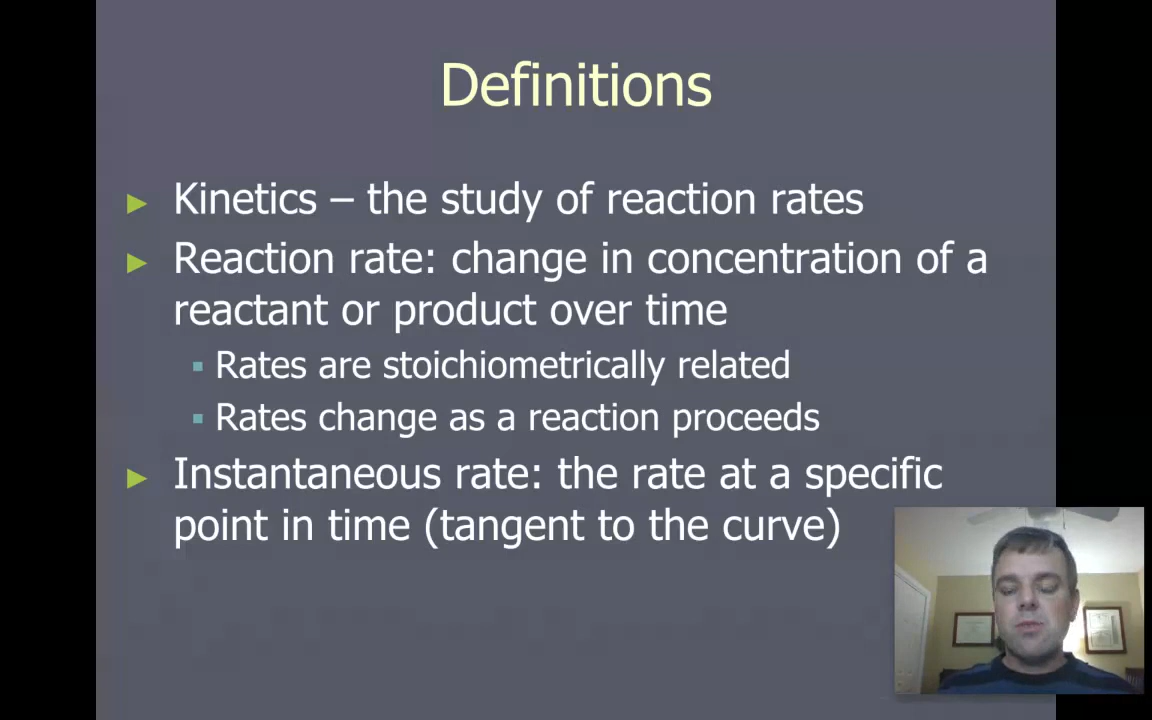 Definitions
Kinetics – the study of reaction rates
Reaction rate: change in concentration of a
reactant or product over time
Rates are stoichiometrically related
Rates change as a reaction proceeds
Instantaneous rate: the rate at a specific
point in time (tangent to the curve)